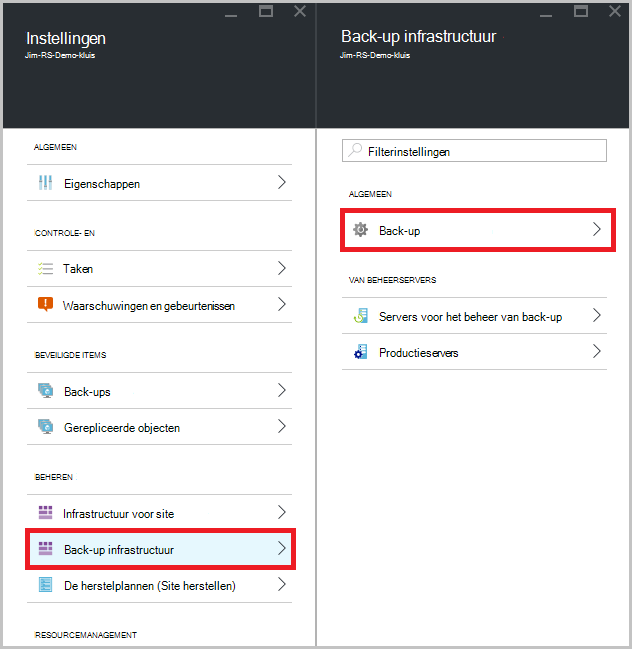 Instellingen
Jim-RS-Demo-kluis
ALGEMEEN
Eigenschappen
CONTROLE- EN
Taken
Waarschuwingen en gebeurtenissen
BEVEILIGDE ITEMS
Back-ups
Gerepliceerde objecten
BEHEREN
Infrastructuur voor site
Back-up infrastructuur
De herstelplannen (Site herstellen)
RESOURCEMANAGEMENT
Back-up infrastructuur
Jim-RS-Demo-kluis
Filterinstellingen
ALGEMEEN
Back-up
VAN BEHEERSERVERS
Servers voor het beheer van back-up
Productieservers